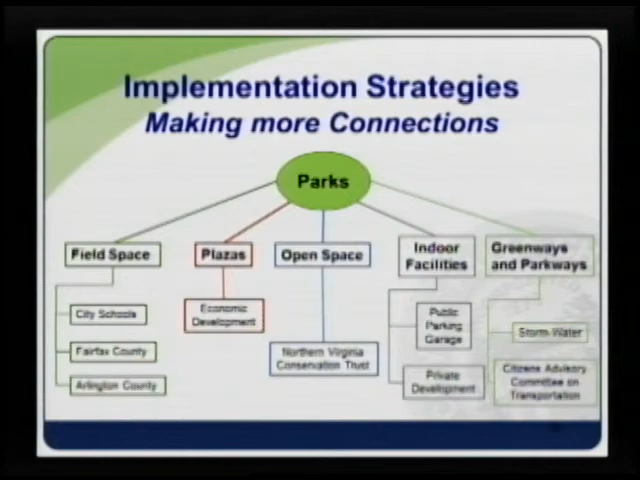 Implementation Strategies
Making more Connections
Parks
Field Space
Plazas
Open Space
Indoor
Facilities
Greenways
and Parkways
City Schools
Fairfax County
Arlington County
Economic
Development
Northern Virginia
Conservation Trust
Public
Parking
Garage
Private
Development
Storm Water
Citizens Advisory
Committee on
Transportation